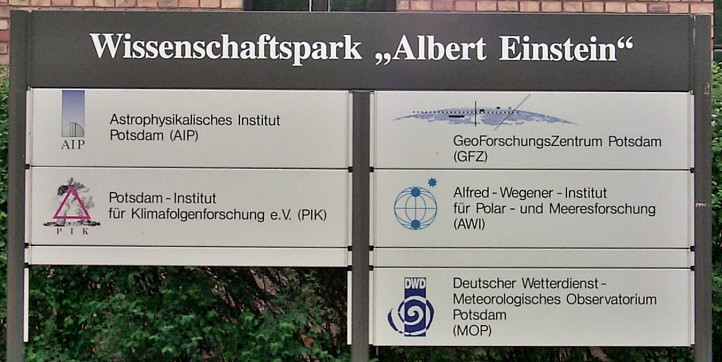 Wissenschaftspark „Albert Einstein“
AIP
Astrophysikalisches Institut
Potsdam (AIP)
PIK
Potsdam - Institut
für Klimafolgenforschung e.V. (PIK)
GeoForschungsZentrum Potsdam
(GFZ)
Alfred - Wegener - Institut
für Polar - und Meeresforschung
(AWI)
DWD
Deutscher Wetterdienst -
Meteorologisches Observatorium
Potsdam
(MOP)